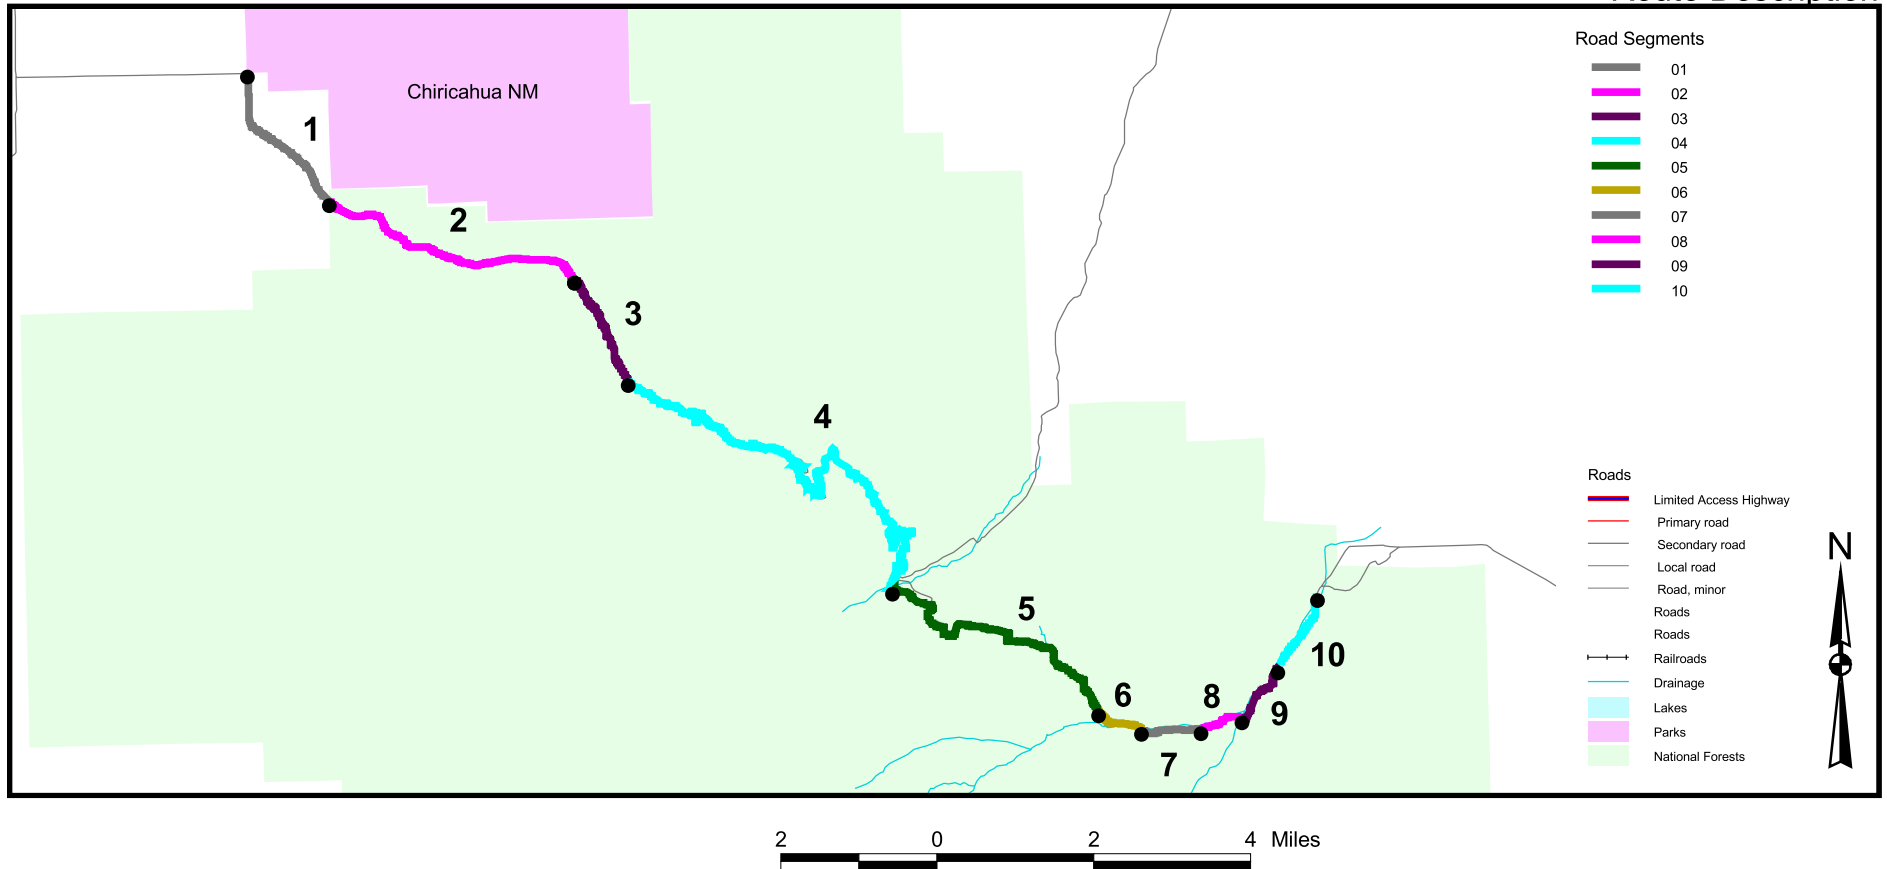 Route Description
Road Segments
01
02
03
04
05
06
07
08
09
10
Chiricahua NM
1
2
3
4
5
6
7
8
9
10
Roads
Limited Access Highway
Primary road
Secondary road
Local road
Road, minor
Roads
Roads
Railroads
Drainage
Lakes
Parks
National Forests
N
2 0 2 4 Miles